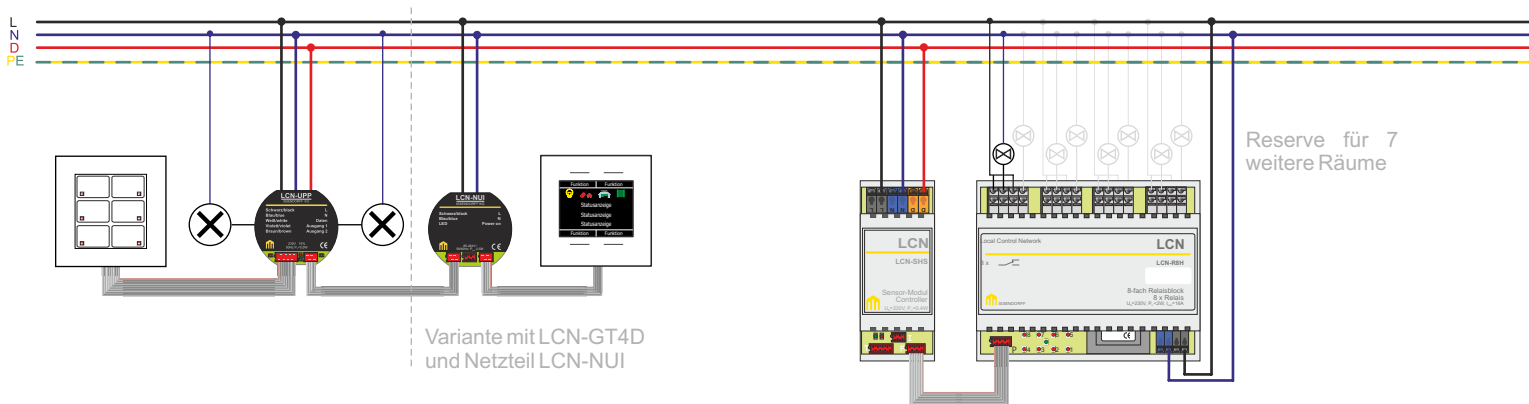 L
N
D
PE
LCN-UPP
Schwarz/black L
Blau/blue N
Weiß/white Daten
Violett/violet Ausgang 1
Braun/brown Ausgang 2
LCN-NUI
Schwarz/black L
Blau/blue N
LED Power-on
Funktion Funktion
Statusanzeige
Statusanzeige
Statusanzeige
Funktion Funktion
Variante mit LCN-GT4D
und Netzteil LCN-NUI
LCN
LCN-SHS
Sensor-Modul
Controller
Local Control Network
LCN
8 x
LCN-R8H
8-fach Relaisblock
8 x Relais
ISSENDORFF
Reserve für 7
weitere Räume